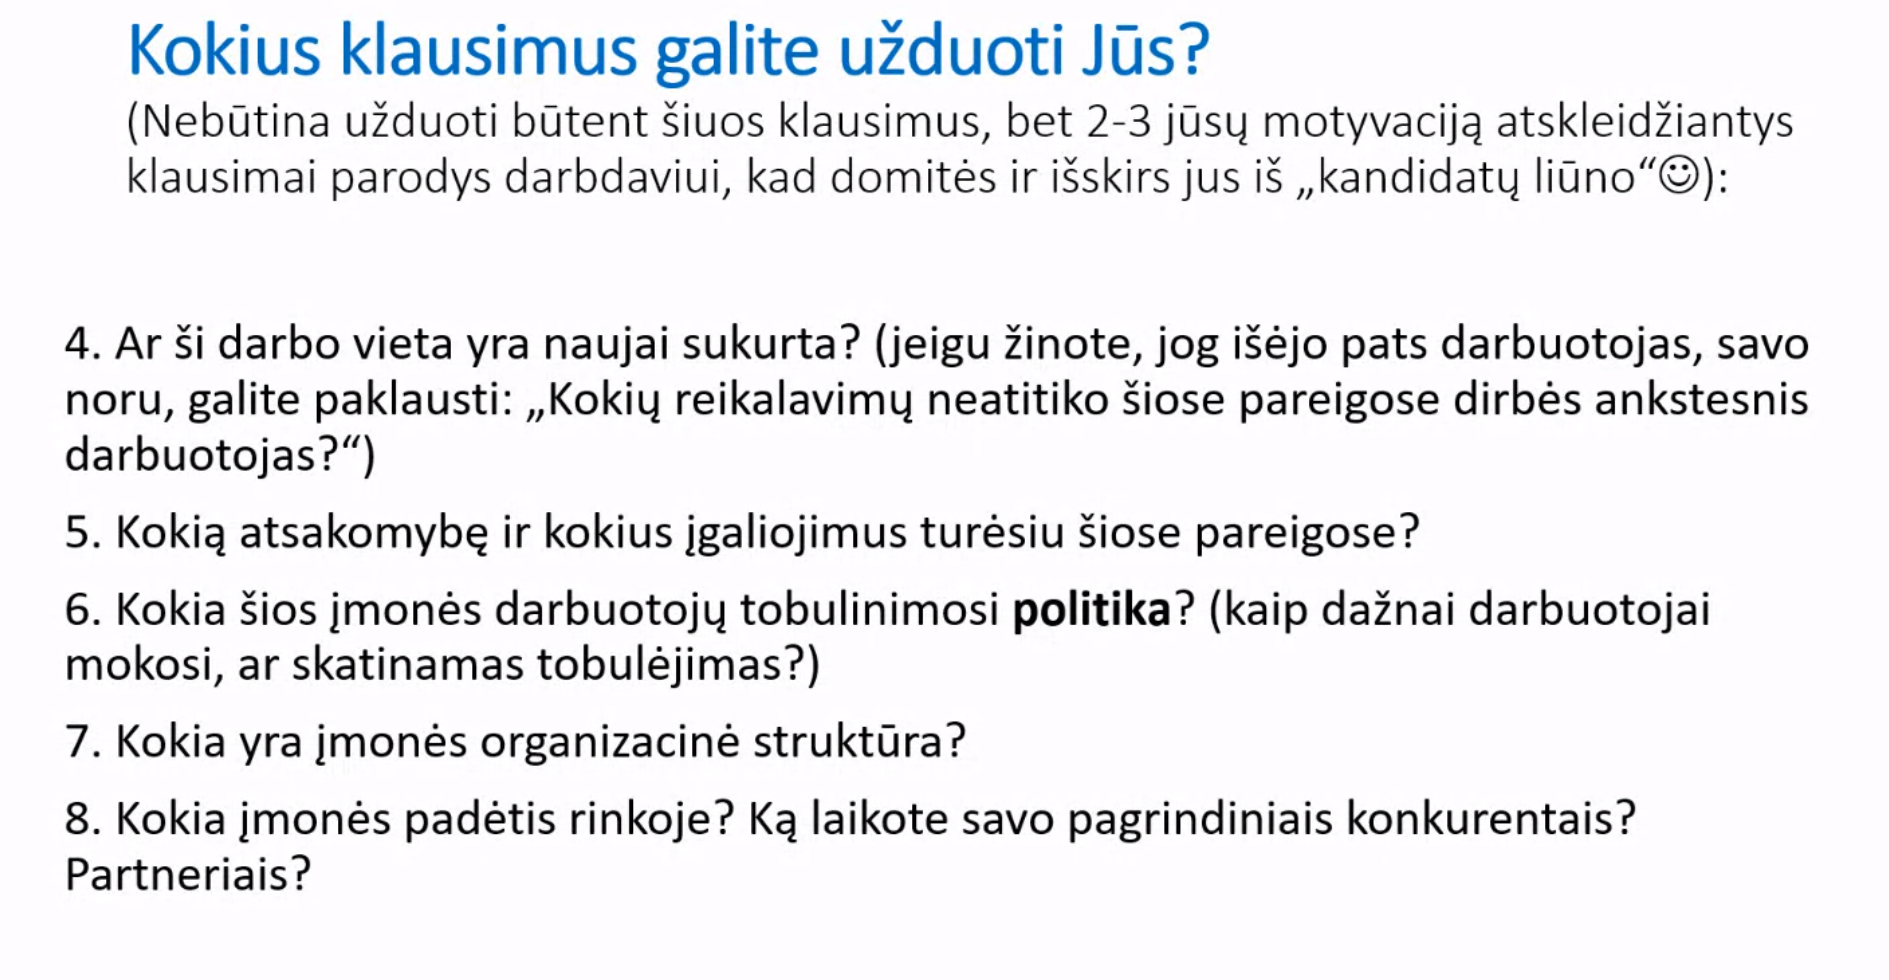 Kokius klausimus galite užduoti Jūs?
(Nebūtina užduoti būtent šiuos klausimus, bet 2-3 jūsų motyvaciją atskleidžiantys
klausimai parodys darbdaviui, kad domitės ir išskirs jus iš „kandidatų liūno“☺):
4. Ar ši darbo vieta yra naujai sukurta? (jeigu žinote, jog išėjo pats darbuotojas, savo
noru, galite paklausti: „Kokių reikalavimų neatitiko šiose pareigose dirbės ankstesnis
darbuotojas?“)
5. Kokią atsakomybę ir kokius įgaliojimus turėsiu šiose pareigose?
6. Kokia šios įmonės darbuotojų tobulinimosi politika? (kaip dažnai darbuotojai
mokosi, ar skatinamas tobulėjimas?)
7. Kokia yra įmonės organizacinė struktūra?
8. Kokia įmonės padėtis rinkoje? Ką laikote savo pagrindiniais konkurentais?
Partneriais?